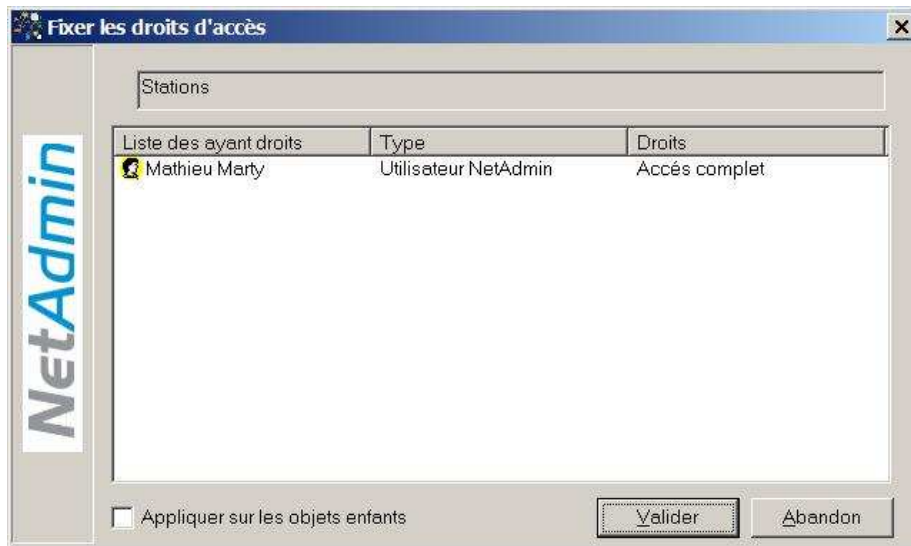 Fixer les droits d'accès
Stations
Liste des ayant droits Type Droits
Mathieu Marty Utilisateur NetAdmin Accés complet
NetAdmin
Appliquer sur les objets enfants Valider Abandon